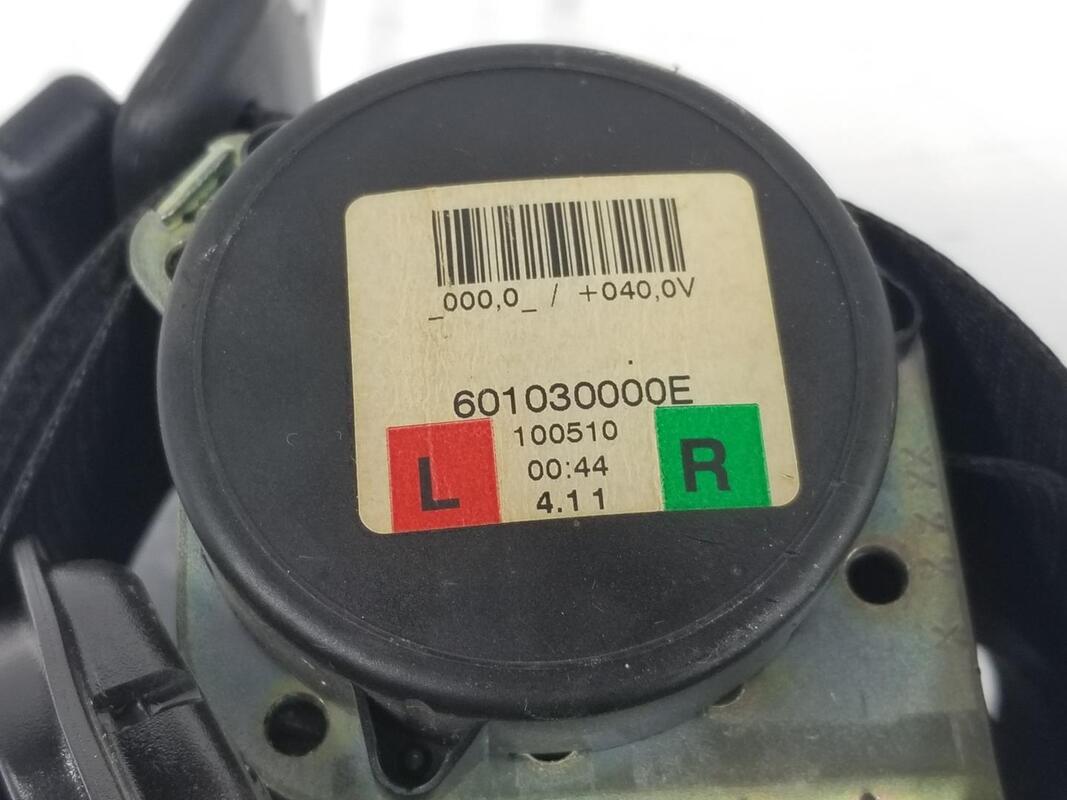 _000,0_ / +040,0V
601030000E
100510
L
00:44
R
4.11